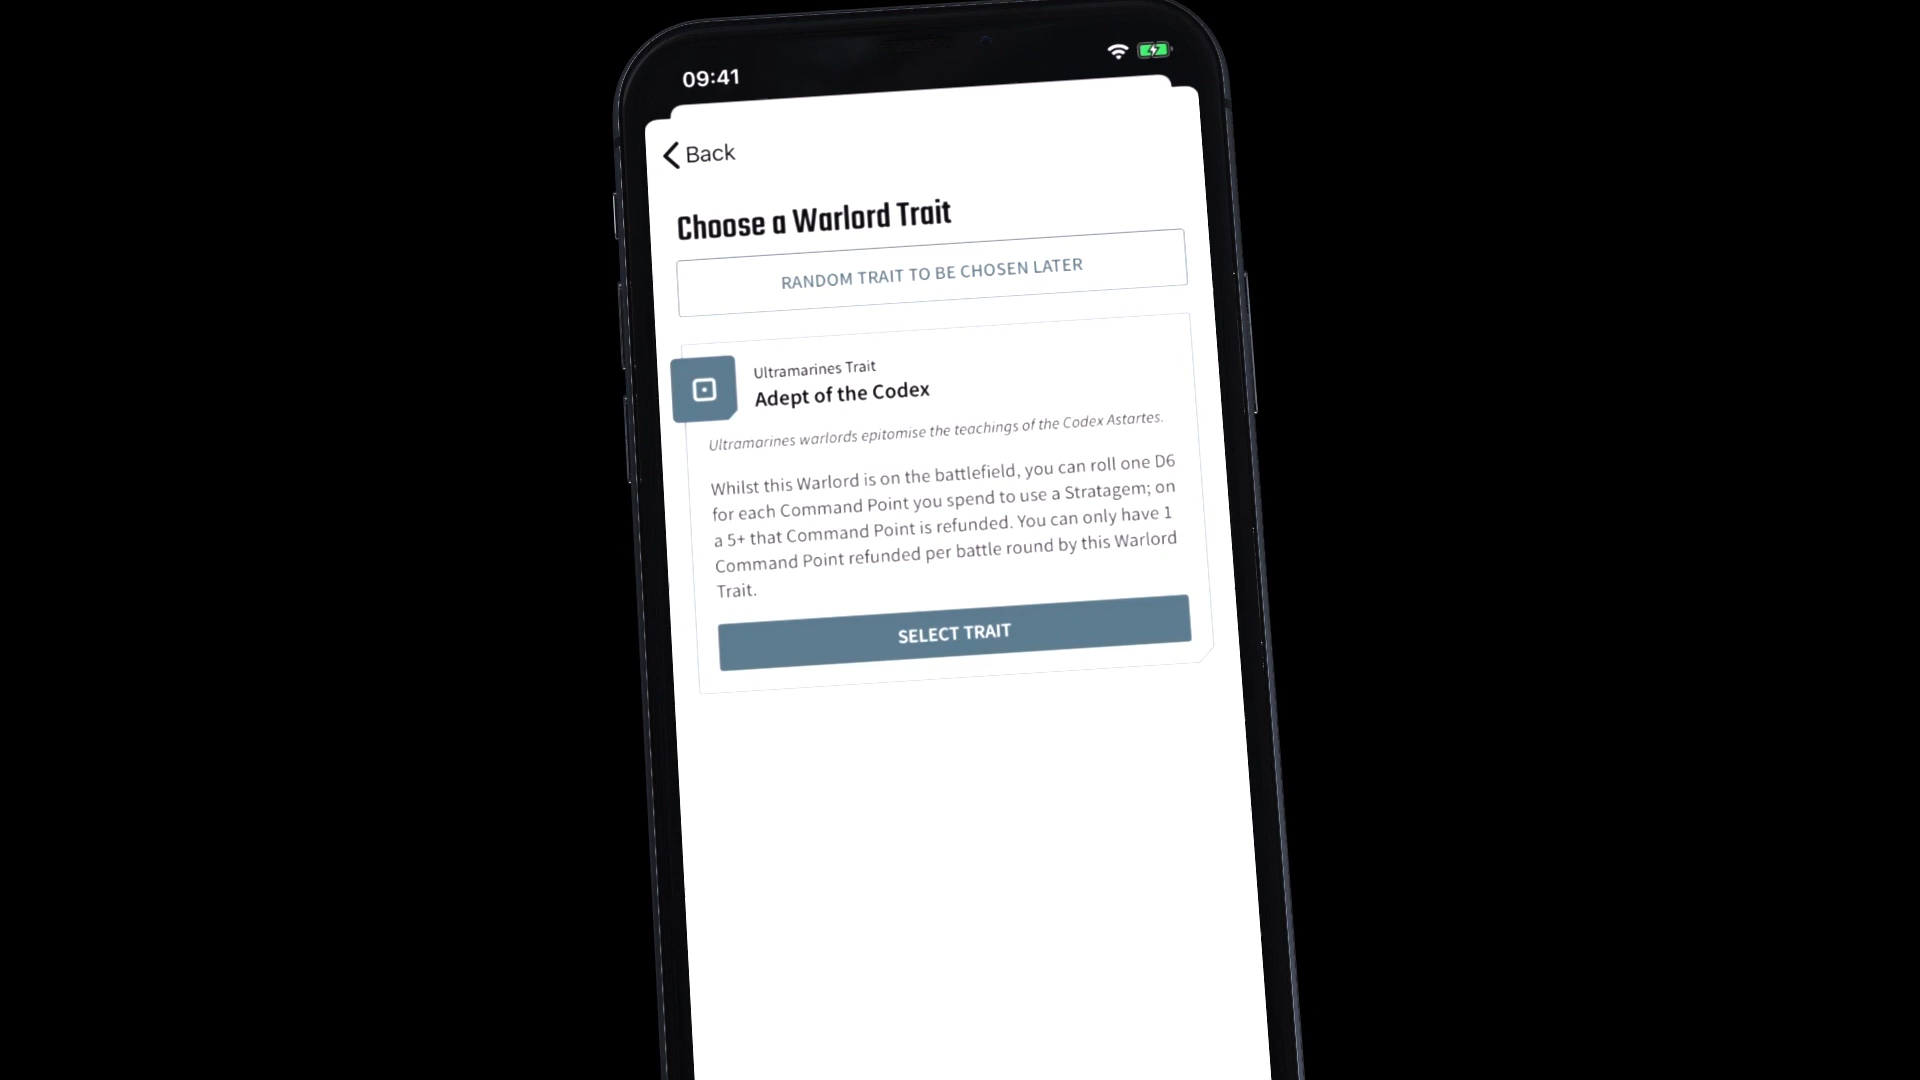 09:41
Back
Choose a Warlord Trait
RANDOM TRAIT TO BE CHOSEN LATER
Ultramarines Trait
Adept of the Codex
Ultramarines warlords epitomise the teachings of the Codex Astartes.
Whilst this Warlord is on the battlefield, you can roll one D6
for each Command Point you spend to use a Stratagem; on
a 5+ that Command Point is refunded. You can only have 1
Command Point refunded per battle round by this Warlord
Trait.
SELECT TRAIT